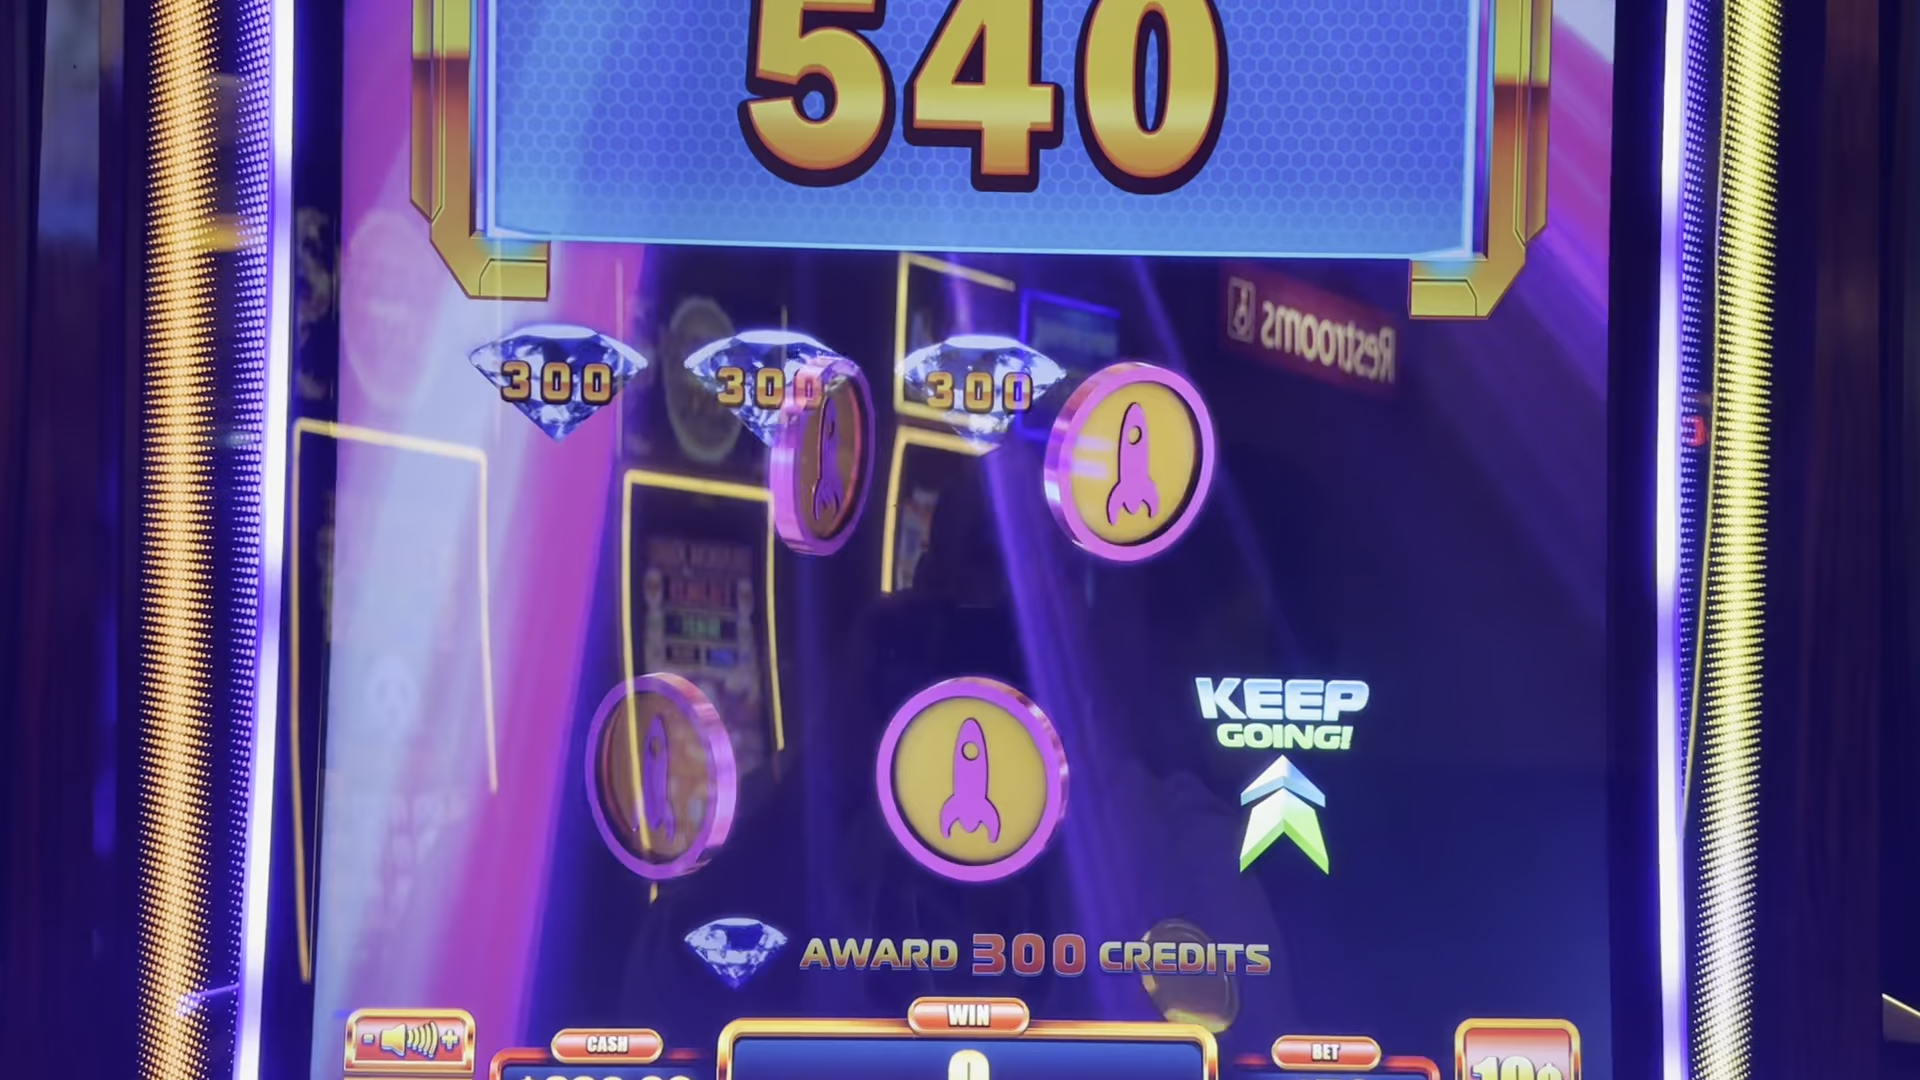 540
Restrooms
300 300 300
KEEP
GOING!
AWARD 300 CREDITS
WIN
CASH
BET
- +